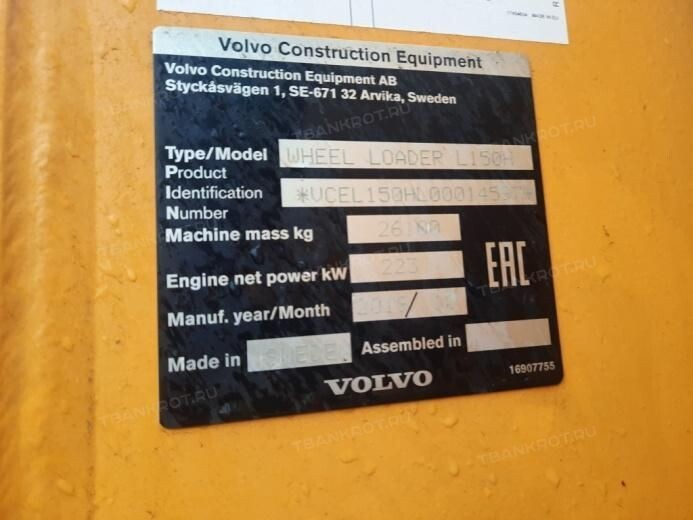 Volvo Construction Equipment
Volvo Construction Equipment AB
Styckåsvägen 1, SE-671 32 Arvika, Sweden
Type/Model WHEEL LOADER L150H
Product
Identification
Number
Machine mass kg
Engine net power kW 223
Manuf. year/Month
Made in SWEDEN Assembled in
EAC
VOLVO
16907755
TBANKROT.RU